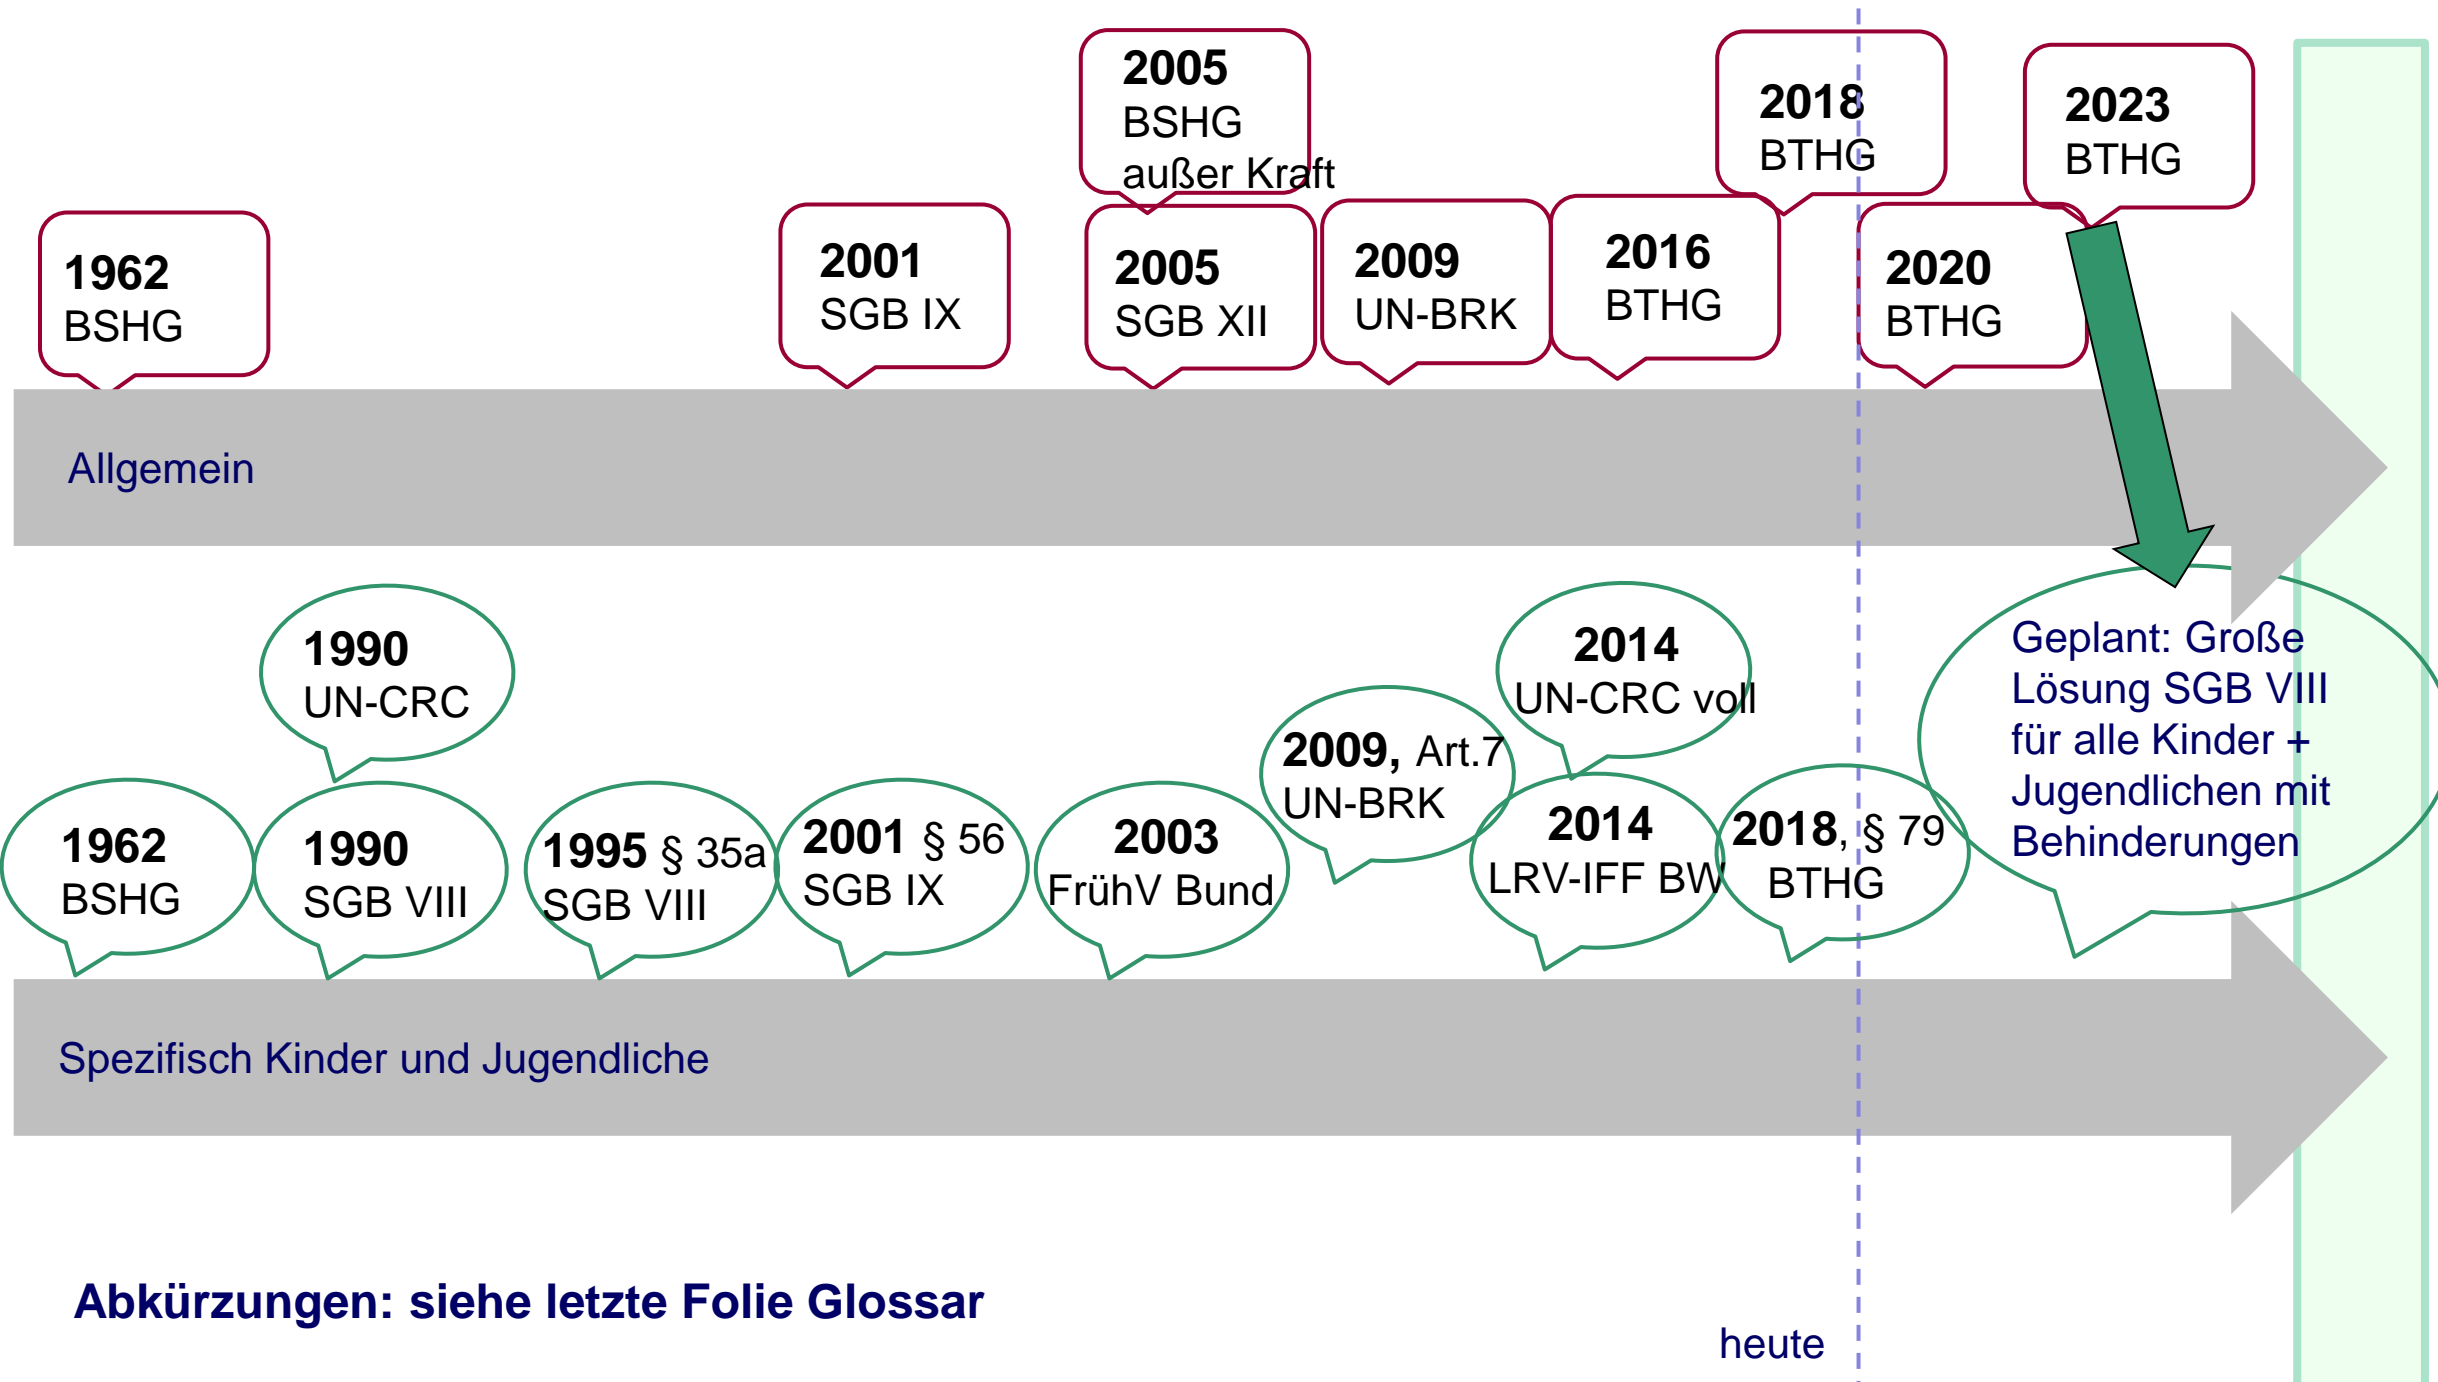 2005
BSHG
außer Kraft
2018
BTHG
2023
BTHG
1962
BSHG
2001
SGB IX
2005
SGB XII
2009
UN-BRK
2016
BTHG
2020
BTHG
Allgemein
1990
UN-CRC
2014
UN-CRC voll
Geplant: Große
Lösung SGB VIII
für alle Kinder +
Jugendlichen mit
Behinderungen
1962
BSHG
1990
SGB VIII
1995 § 35a
SGB VIII
2001 § 56
SGB IX
2003
FrühV Bund
2009, Art.7
UN-BRK
2014
LRV-IFF BW
2018, § 79
BTHG
Spezifisch Kinder und Jugendliche
Abkürzungen: siehe letzte Folie Glossar
heute